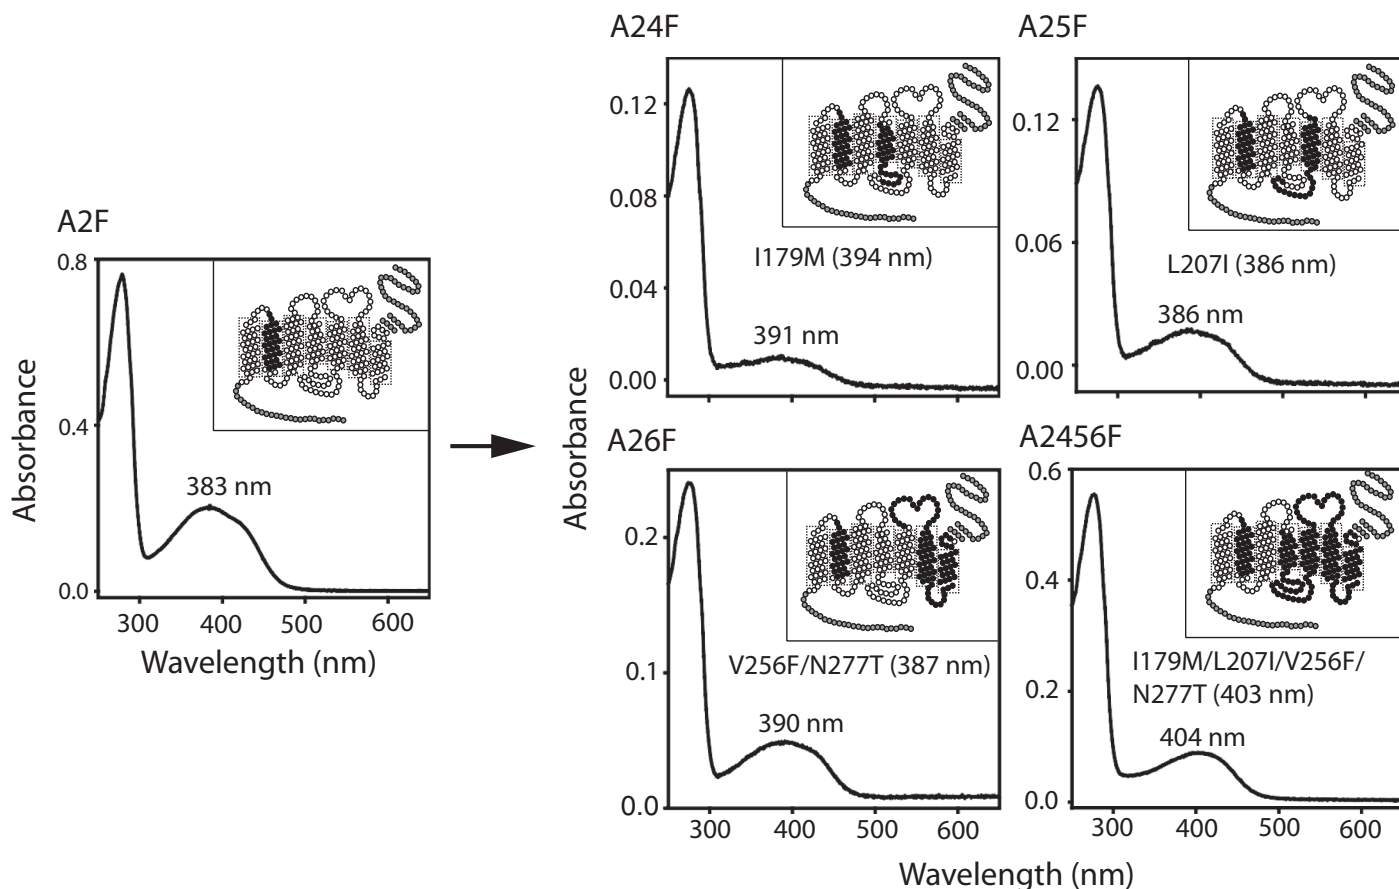 A2F
Absorbance
0.8
0.4
0.0
383 nm
300 400 500 600
Wavelength (nm)
A24F
Absorbance
0.12
0.08
0.04
0.00
I179M (394 nm)
391 nm
A25F
0.12
0.06
0.00
L207I (386 nm)
386 nm
A26F
0.2
0.1
0.0
V256F/N277T (387 nm)
390 nm
300 400 500 600
A2456F
0.6
0.4
0.2
0.0
I179M/L207I/V256F/
N277T (403 nm)
404 nm
300 400 500 600
Wavelength (nm)